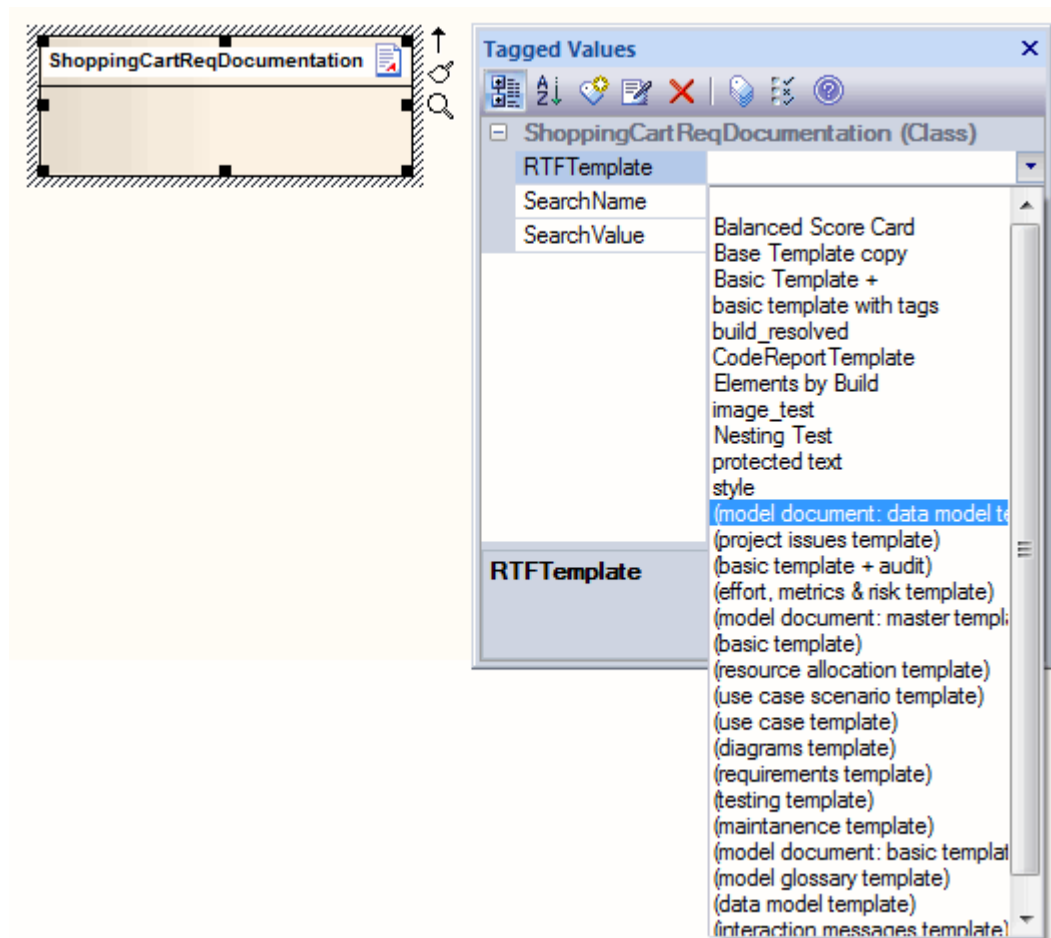 ShoppingCartReqDocumentation
Tagged Values
ShoppingCartReqDocumentation (Class)
RTFTemplate
SearchName
SearchValue
Balanced Score Card
Base Template copy
Basic Template +
basic template with tags
build_resolved
CodeReportTemplate
Elements by Build
image_test
Nesting Test
protected text
style
(model document: data model te
(project issues template)
(basic template + audit)
(effort, metrics & risk template)
(model document: master templa
(basic template)
(resource allocation template)
(use case scenario template)
(use case template)
(diagrams template)
(requirements template)
(testing template)
(maintanence template)
(model document: basic templat
(model glossary template)
(data model template)
(interaction messages template)
RTFTemplate